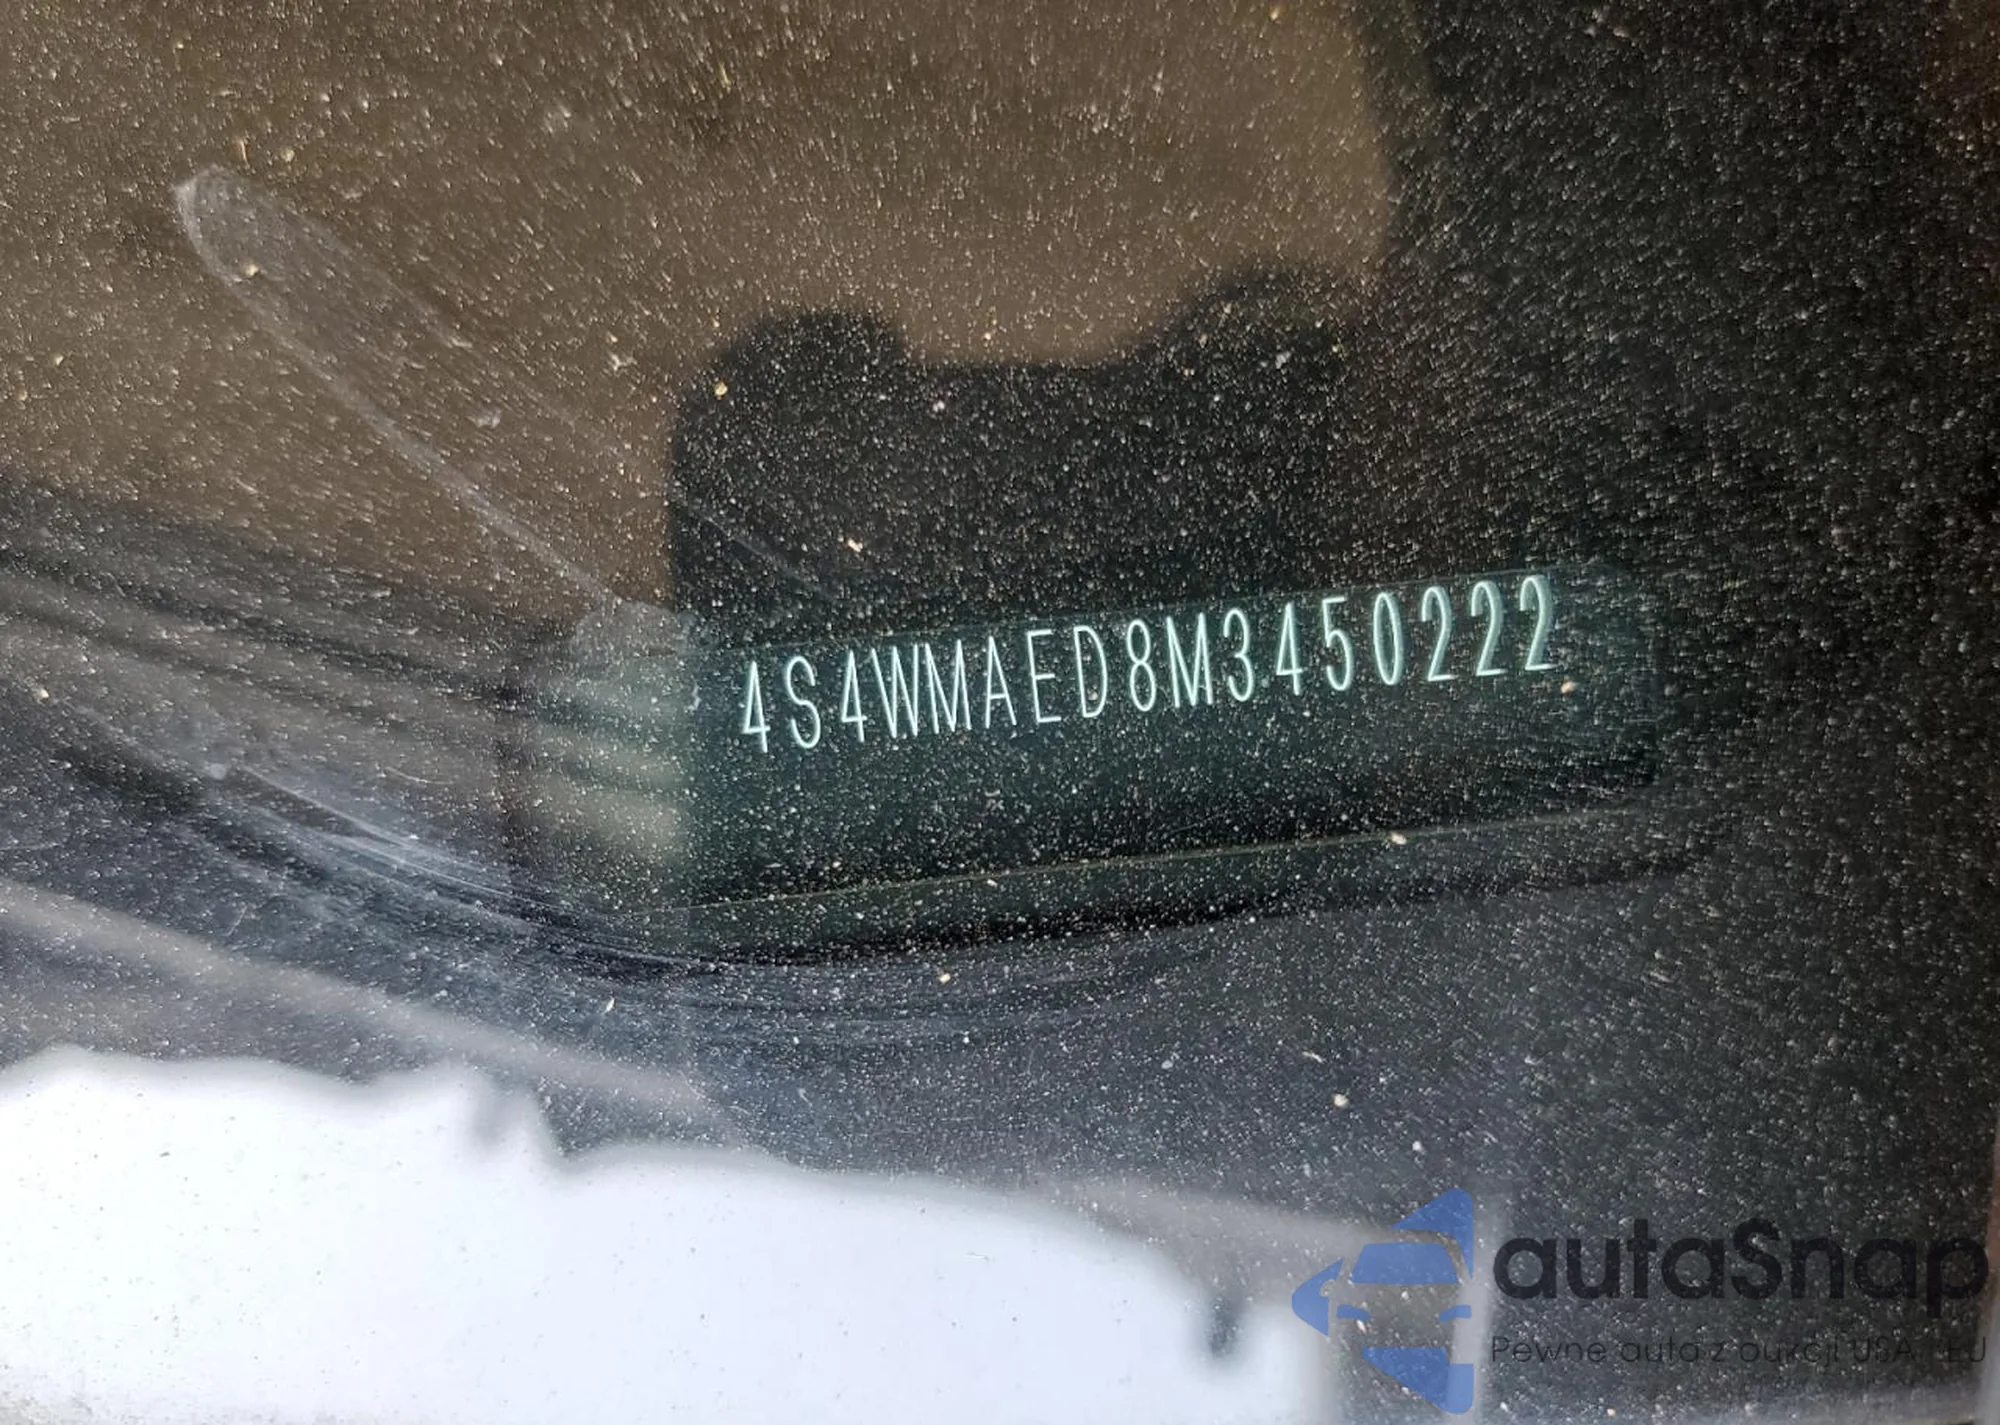 4S4WMAED8M3450222
autaSnap
Pewne auta z aukcji USA i EU